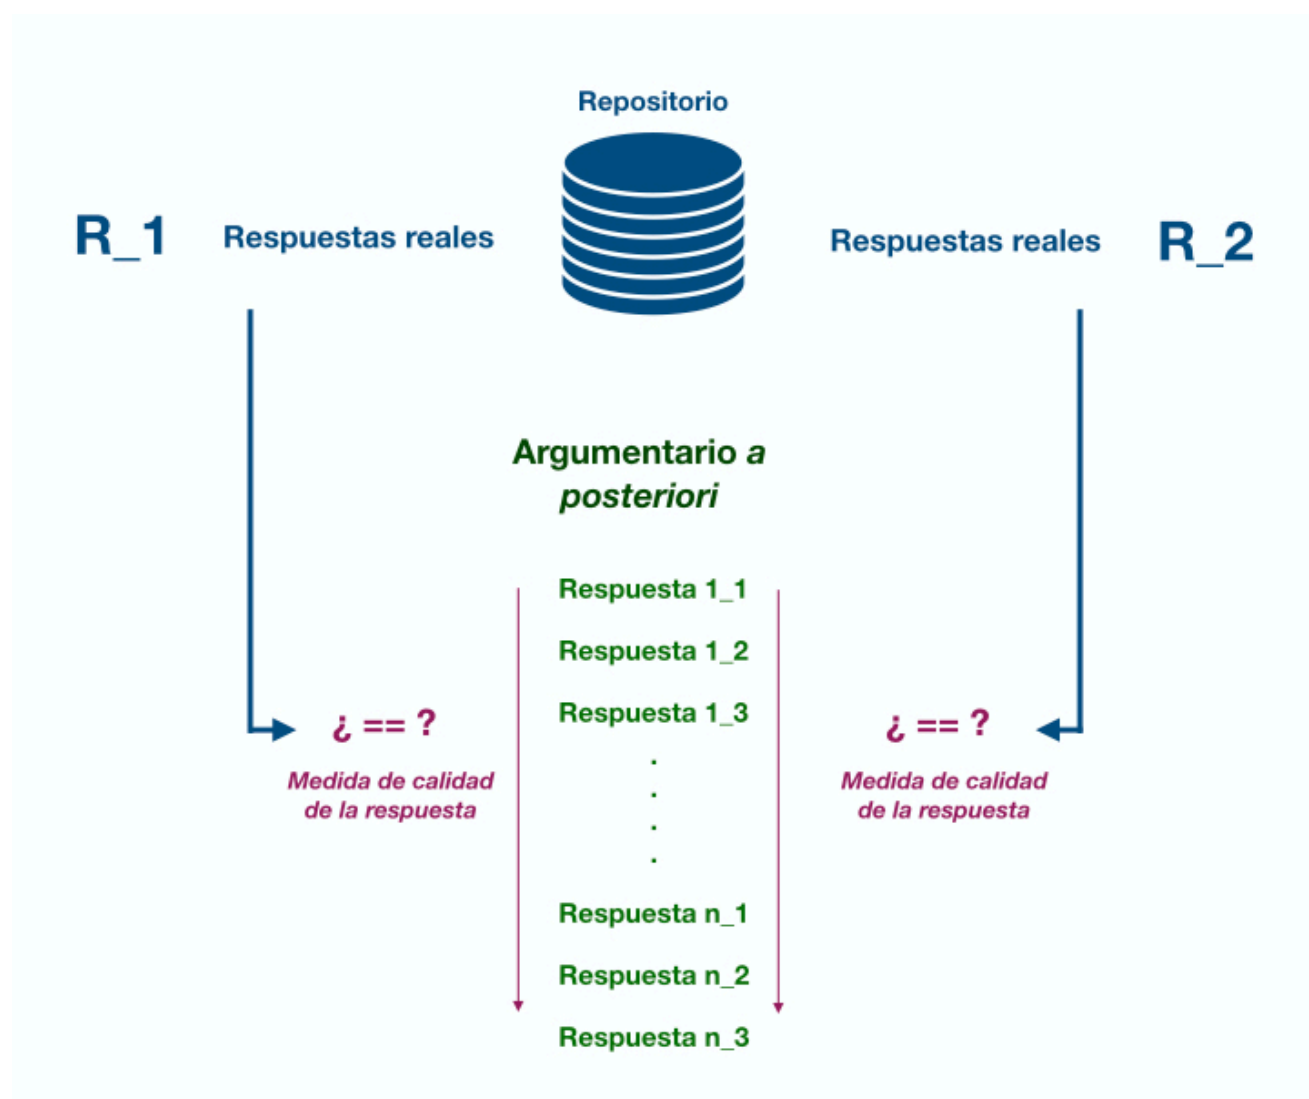 Repositorio
R_1
Respuestas reales
Respuestas reales
R_2
Argumentario a
posteriori
Respuesta 1_1
Respuesta 1_2
Respuesta 1_3
.
.
.
.
¿ == ?
Medida de calidad
de la respuesta
¿ == ?
Medida de calidad
de la respuesta
Respuesta n_1
Respuesta n_2
Respuesta n_3